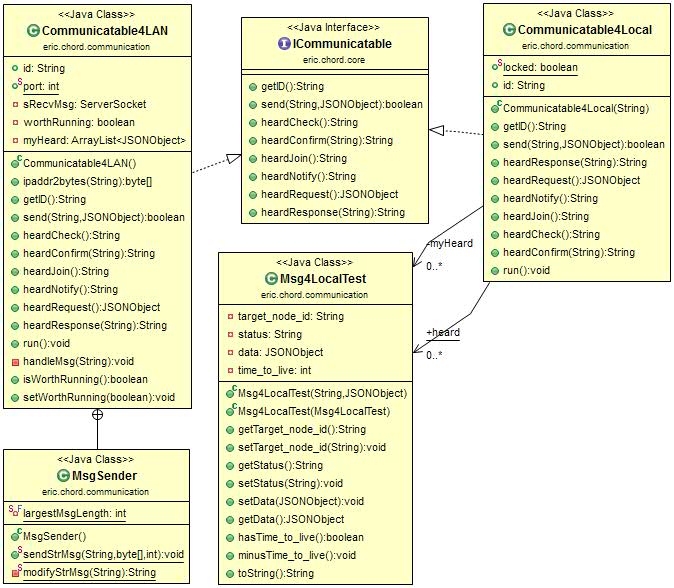 <<Java Class>>
Communicatable4LAN
eric.chord.communication
id: String
port: int
sRecvMsg: ServerSocket
worthRunning: boolean
myHeard: ArrayList<JSONObject>
Communicatable4LAN()
ipaddr2bytes(String):byte[]
getID():String
send(String,JSONObject):boolean
heardCheck():String
heardConfirm(String):String
heardJoin():String
heardNotify():String
heardRequest():JSONObject
heardResponse(String):String
run():void
handleMsg(String):void
isWorthRunning():boolean
setWorthRunning(boolean):void
<<Java Class>>
MsgSender
eric.chord.communication
largestMsgLength: int
MsgSender()
sendStrMsg(String,byte[],int):void
modifyStrMsg(String):String
<<Java Interface>>
ICommunicatable
eric.chord.core
getID():String
send(String,JSONObject):boolean
heardCheck():String
heardConfirm(String):String
heardJoin():String
heardNotify():String
heardRequest():JSONObject
heardResponse(String):String
<<Java Class>>
Msg4LocalTest
eric.chord.communication
target_node_id: String
status: String
data: JSONObject
time_to_live: int
Msg4LocalTest(String,JSONObject)
Msg4LocalTest(Msg4LocalTest)
getTarget_node_id():String
setTarget_node_id(String):void
getStatus():String
setStatus(String):void
setData(JSONObject):void
getData():JSONObject
hasTime_to_live():boolean
minusTime_to_live():void
toString():String
<<Java Class>>
Communicatable4Local
eric.chord.communication
locked: boolean
id: String
Communicatable4Local(String)
getID():String
send(String,JSONObject):boolean
heardResponse(String):String
heardRequest():JSONObject
heardNotify():String
heardJoin():String
heardCheck():String
heardConfirm(String):String
run():void
-myHeard
0..*
+heard
0..*